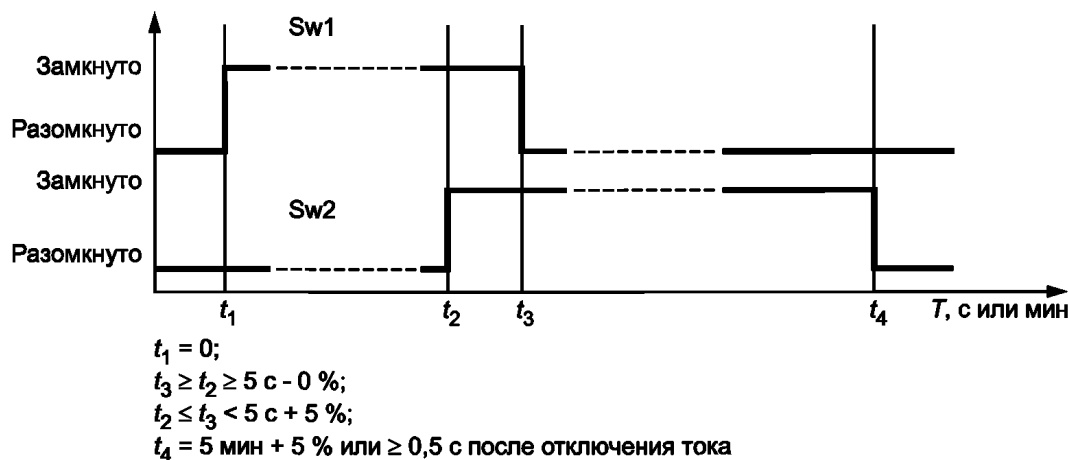 Sw1
Замкнуто
Разомкнуто
Замкнуто
Sw2
Разомкнуто
t1 t2 t3 t4 T, с или мин
t1 = 0;
t3 ≥ t2 ≥ 5 с - 0 %;
t2 ≤ t3 < 5 с + 5 %;
t4 = 5 мин + 5 % или ≥ 0,5 с после отключения тока